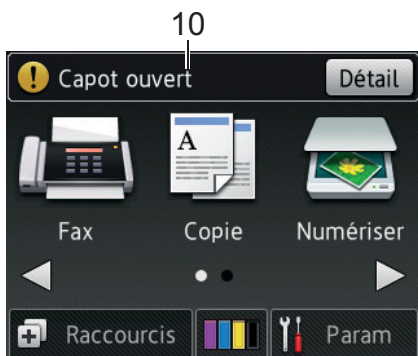 10
Capot ouvert Détail
A
Fax Copie Numériser
Raccourcis Param